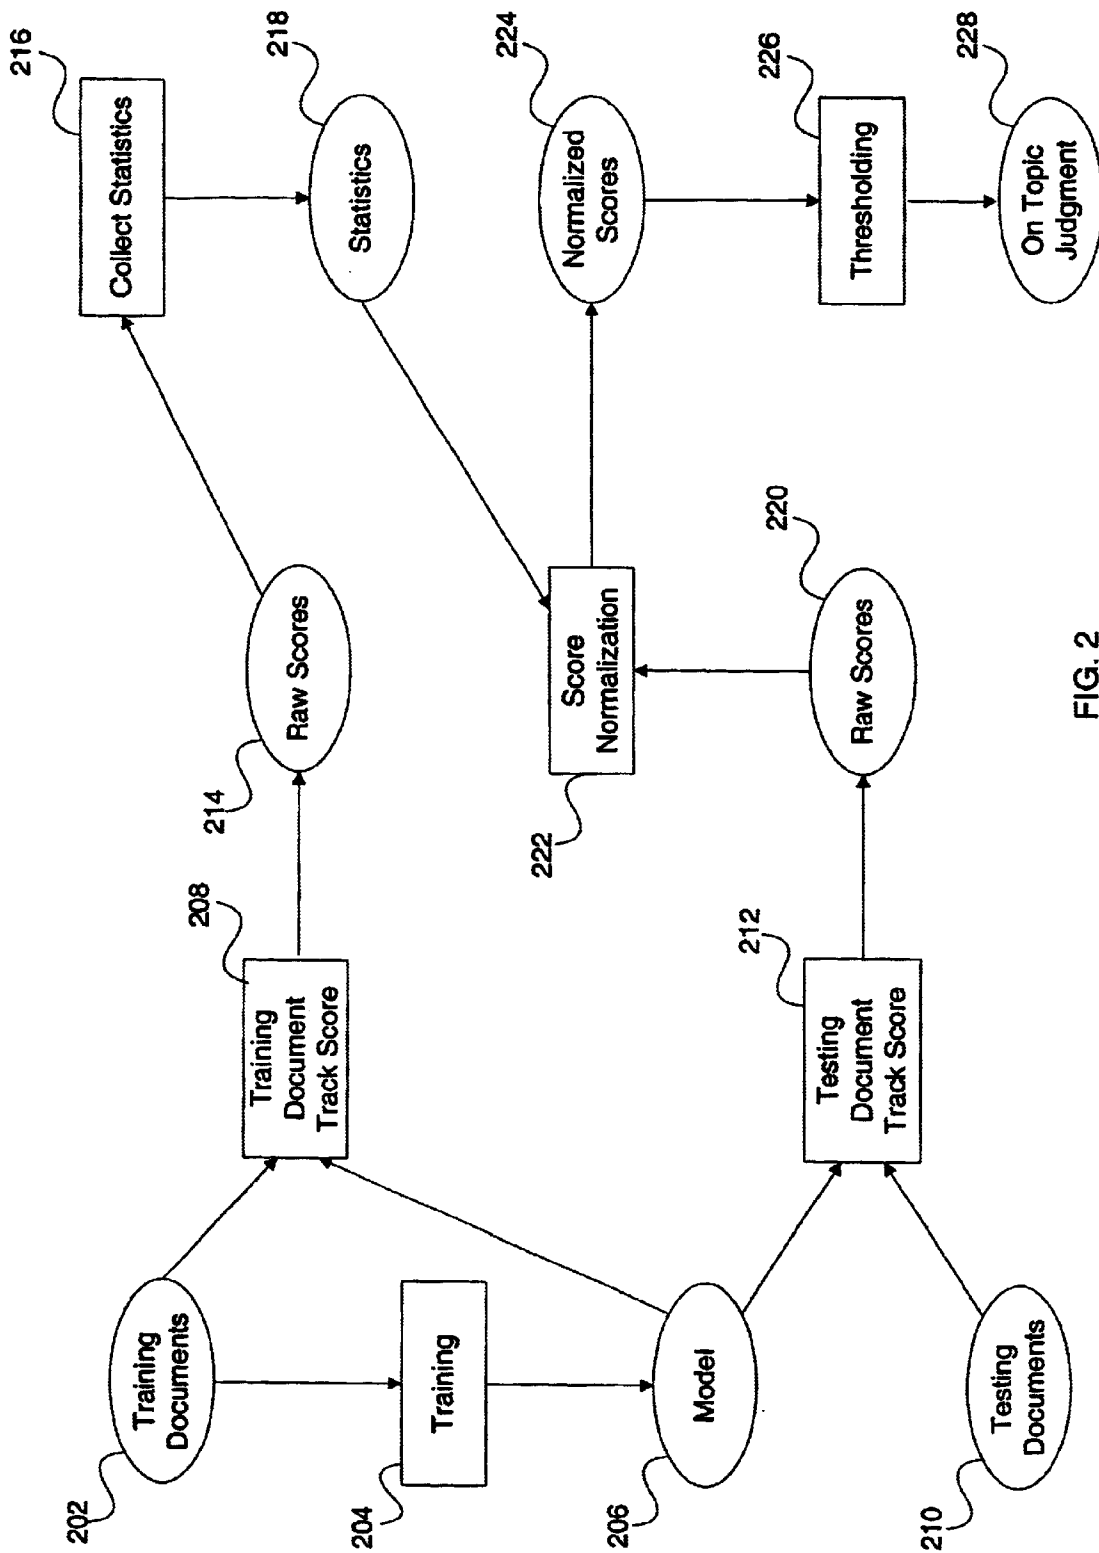 202
Training
Documents
204
Training
206
Model
210
Testing
Documents
208
Training
Document
Track Score
212
Testing
Document
Track Score
214
Raw Scores
222
Score
Normalization
220
Raw Scores
216
Collect Statistics
218
Statistics
224
Normalized
Scores
226
Thresholding
228
On Topic
Judgment
FIG. 2